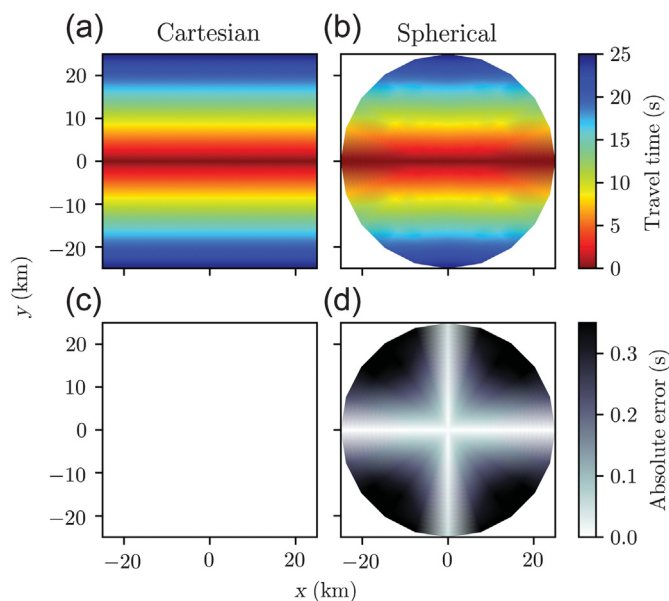 (a) Cartesian
(b) Spherical
20
10
0
−10
−20
25
20
15
10
5
0
Travel time (s)
y (km)
(c)
(d)
20
10
0
−10
−20
0.3
0.2
0.1
0.0
Absolute error (s)
−20 0 20
−20 0 20
x (km)